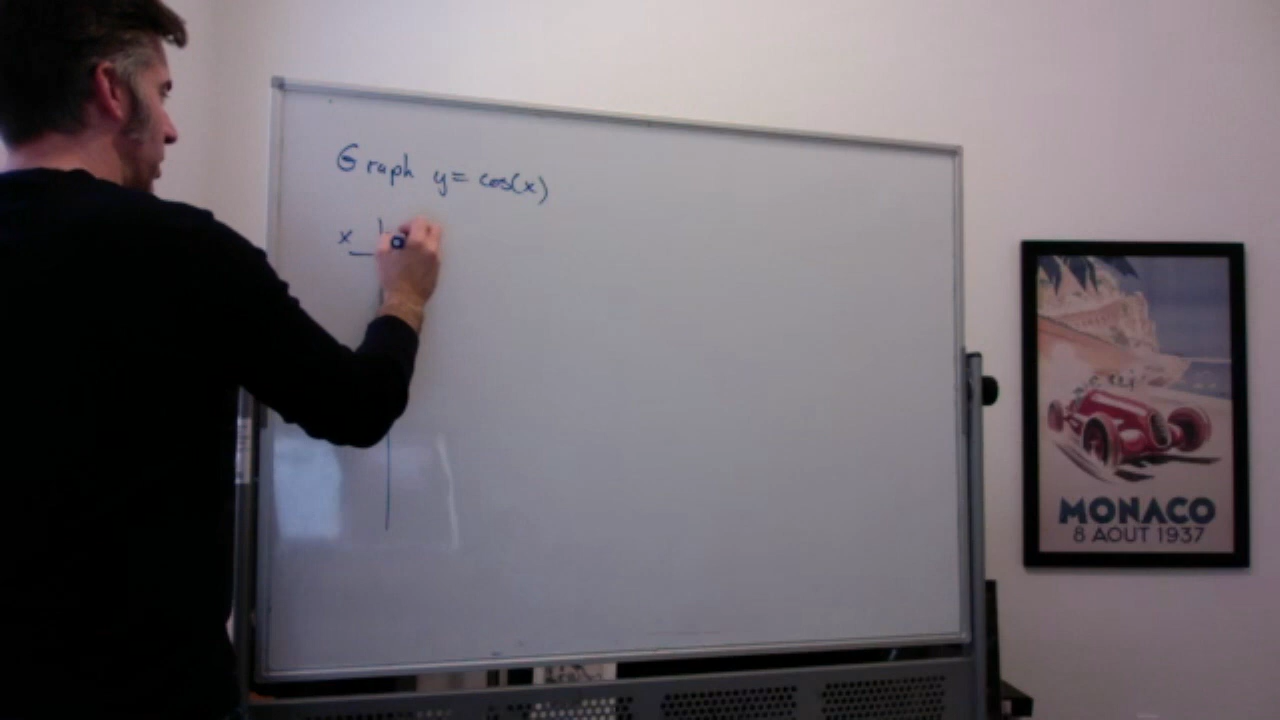 Graph y = cos(x)
x
MONACO
8 AOUT 1937